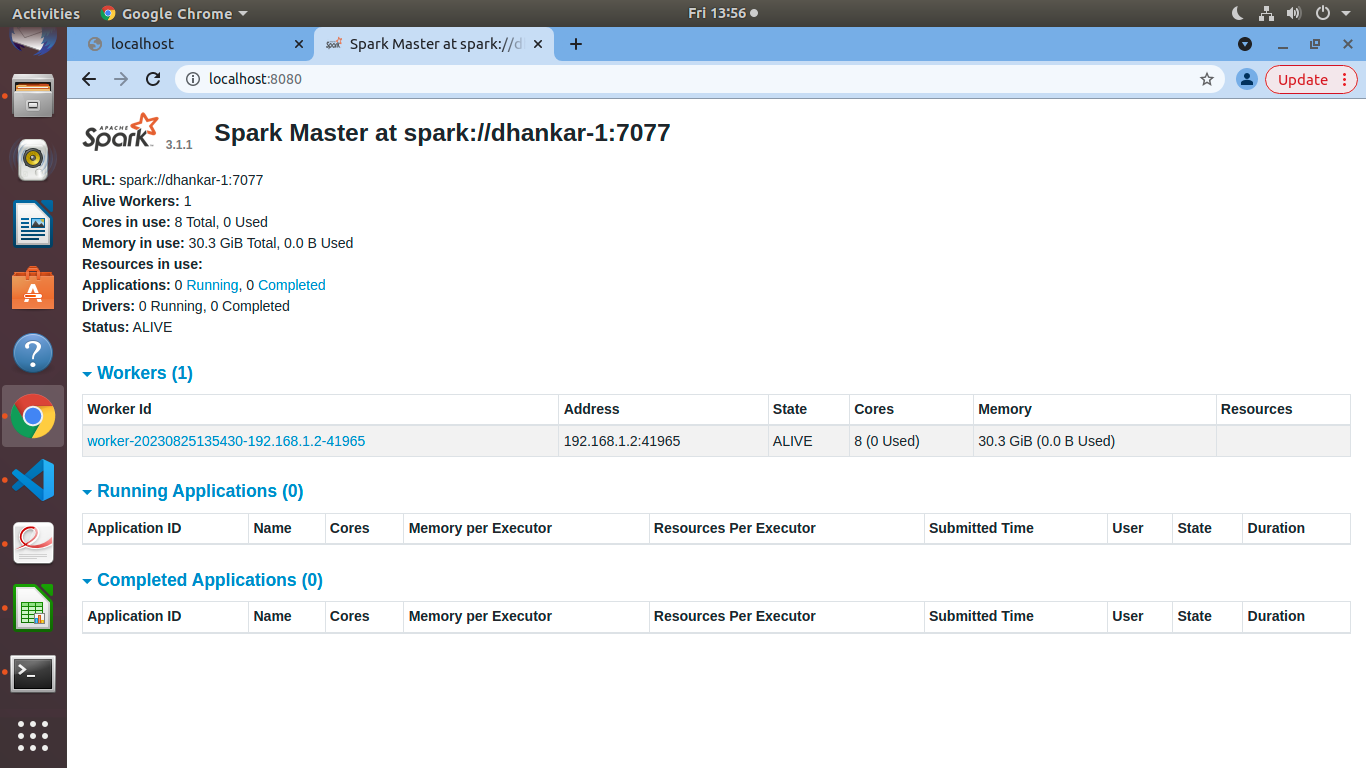 Activities Google Chrome Fri 13:56
localhost Spark Master at spark://d
localhost:8080 Update
APACHE Spark 3.1.1 Spark Master at spark://dhankar-1:7077
URL: spark://dhankar-1:7077
Alive Workers: 1
Cores in use: 8 Total, 0 Used
Memory in use: 30.3 GiB Total, 0.0 B Used
Resources in use:
Applications: 0 Running, 0 Completed
Drivers: 0 Running, 0 Completed
Status: ALIVE
Workers (1)
Worker Id Address State Cores Memory Resources
worker-20230825135430-192.168.1.2-41965 192.168.1.2:41965 ALIVE 8 (0 Used) 30.3 GiB (0.0 B Used)
Running Applications (0)
Application ID Name Cores Memory per Executor Resources Per Executor Submitted Time User State Duration
Completed Applications (0)
Application ID Name Cores Memory per Executor Resources Per Executor Submitted Time User State Duration